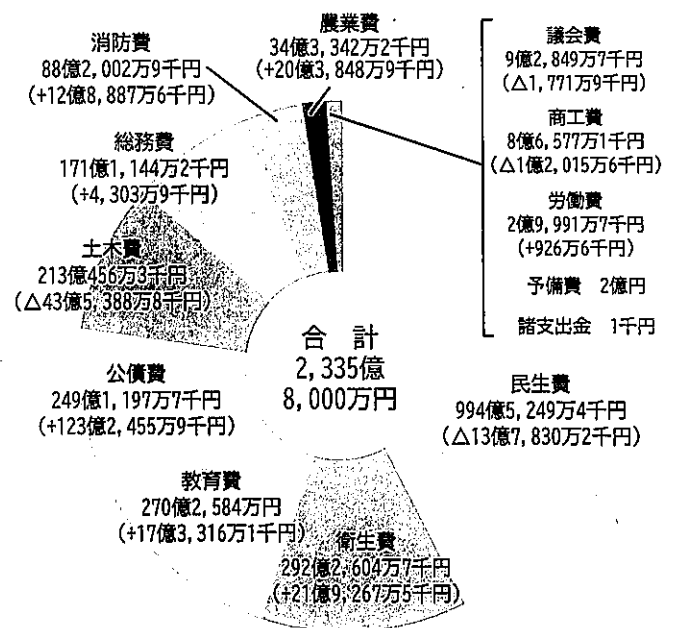 消防費
88億2,002万9千円
(+12億8,887万6千円)
農業費
34億3,342万2千円
(+20億3,848万9千円)
議会費
9億2,849万7千円
(△1,771万9千円)
商工費
8億6,577万1千円
(△1億2,015万6千円)
労働費
2億9,991万7千円
(+926万6千円)
予備費 2億円
諸支出金 1千円
総務費
171億1,144万2千円
(+4,303万9千円)
土木費
213億456万3千円
(△43億5,388万8千円)
公債費
249億1,197万7千円
(+123億2,455万9千円)
合計
2,335億
8,000万円
民生費
994億5,249万4千円
(△13億7,830万2千円)
教育費
270億2,584万円
(+17億3,316万1千円)
衛生費
292億2,604万7千円
(+21億9,267万5千円)